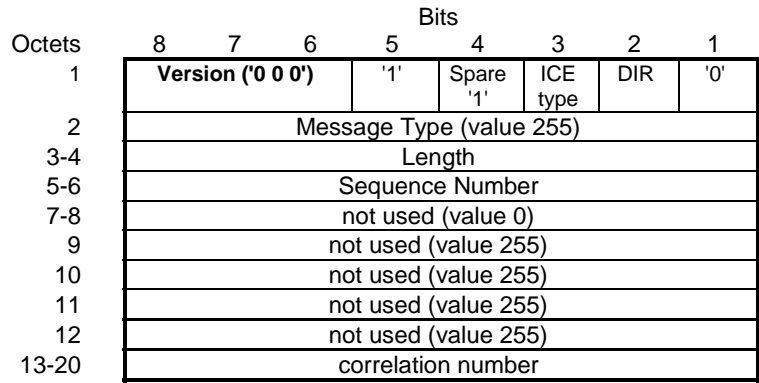 Bits
Octets 8 7 6 5 4 3 2 1
1 Version ('0 0 0') '1' Spare '1' ICE type DIR '0'
2 Message Type (value 255)
3-4 Length
5-6 Sequence Number
7-8 not used (value 0)
9 not used (value 255)
10 not used (value 255)
11 not used (value 255)
12 not used (value 255)
13-20 correlation number